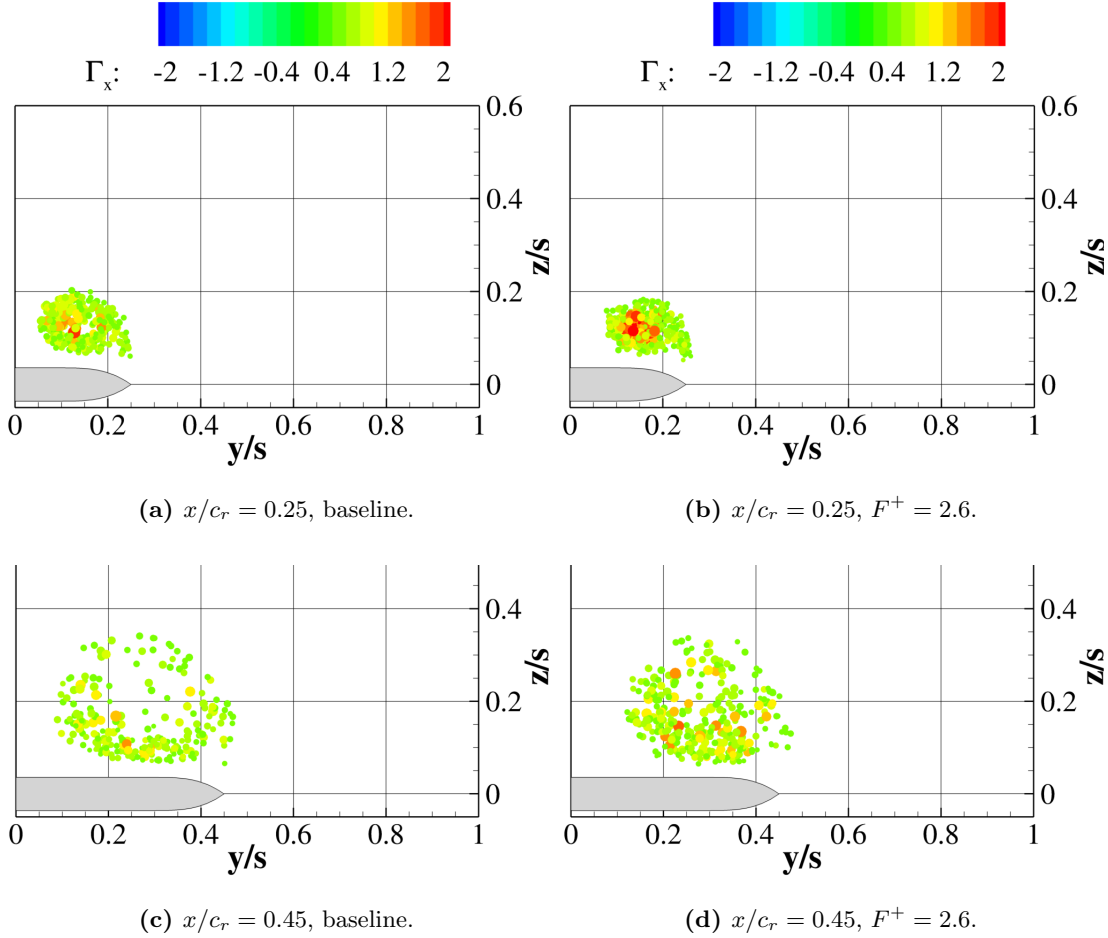 Γx: -2 -1.2 -0.4 0.4 1.2 2
Γx: -2 -1.2 -0.4 0.4 1.2 2
0.6
0.4
z/s
0.2
0
0 0.2 0.4 0.6 0.8 1
y/s
0.6
0.4
z/s
0.2
0
0 0.2 0.4 0.6 0.8 1
y/s
(a) x/cr = 0.25, baseline.
(b) x/cr = 0.25, F+ = 2.6.
0.4
z/s
0.2
0
0 0.2 0.4 0.6 0.8 1
y/s
0.4
z/s
0.2
0
0 0.2 0.4 0.6 0.8 1
y/s
(c) x/cr = 0.45, baseline.
(d) x/cr = 0.45, F+ = 2.6.